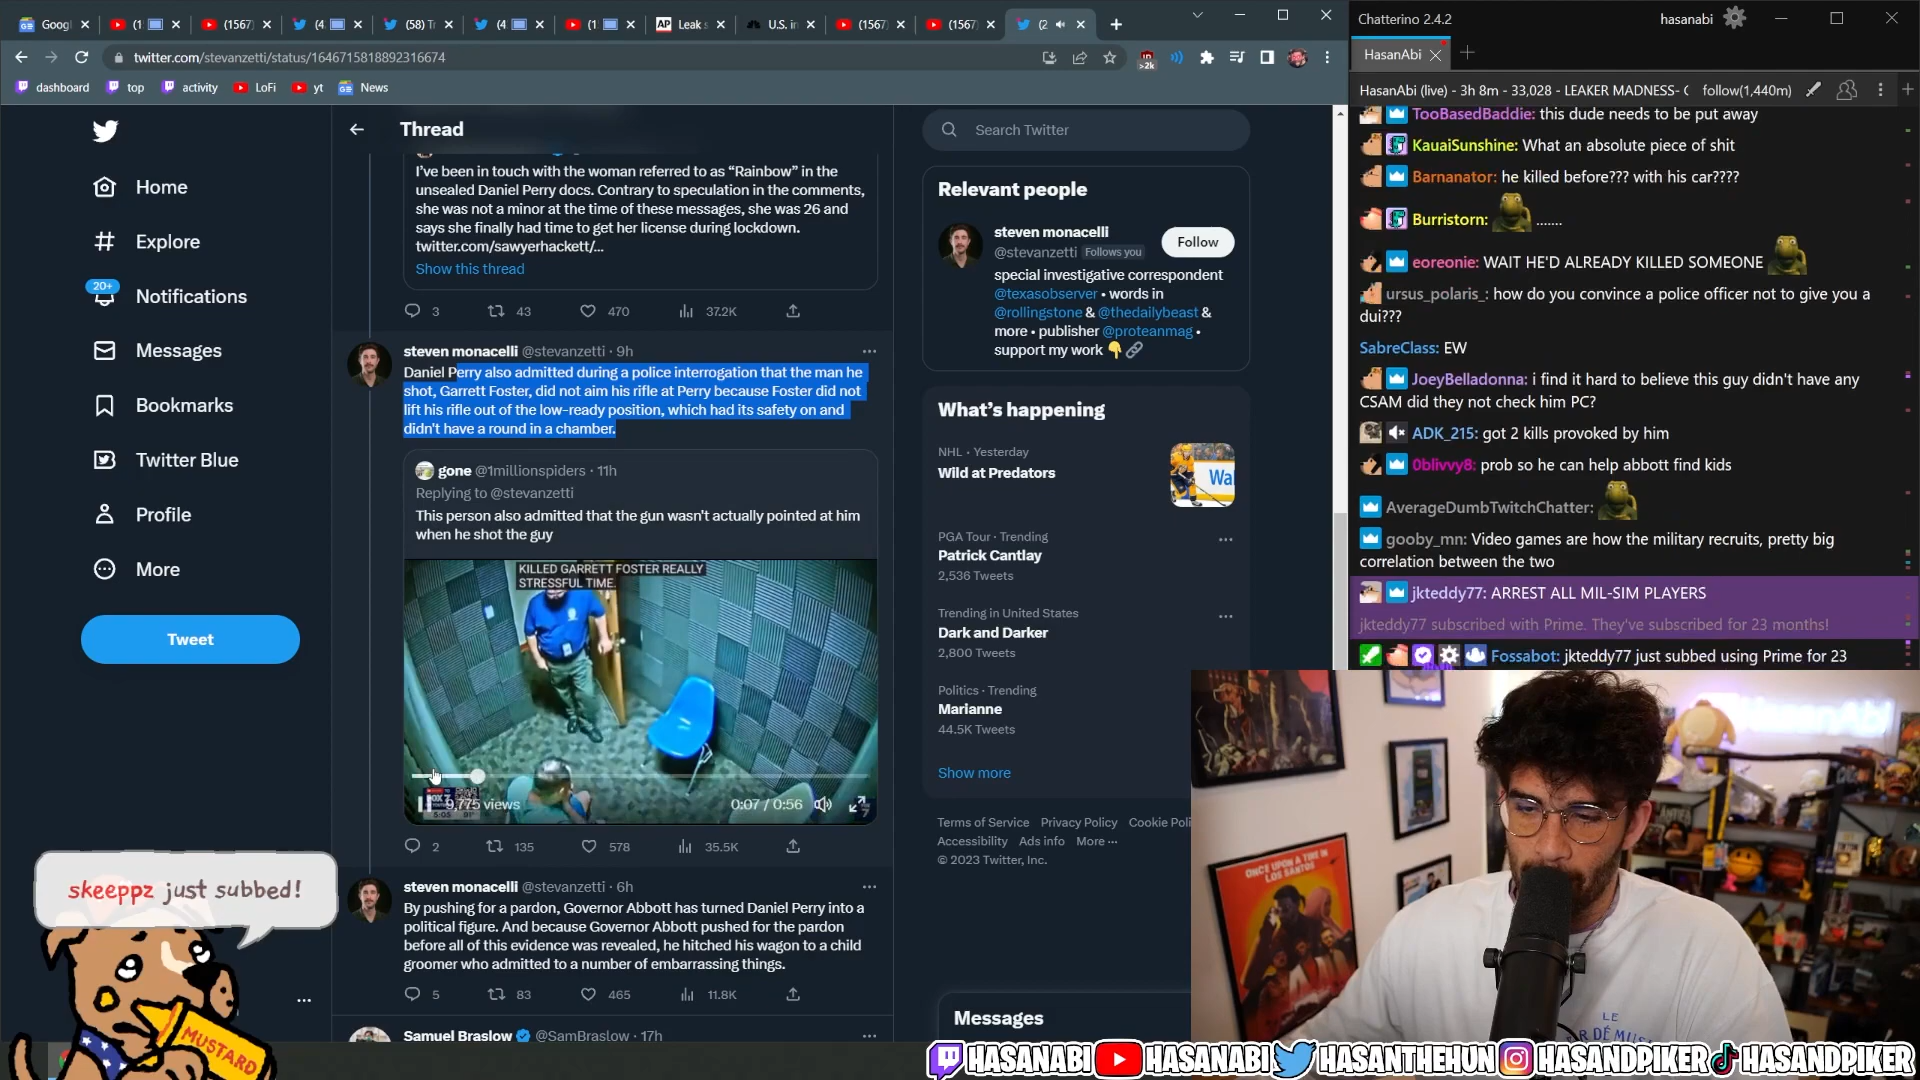 Googl
(1
(1567)
(4
(58) T
(4
(1
AP
Leak
U.S. in
(1567)
(1567)
(2
twitter.com/stevanzetti/status/1646715818892316674
>2k
dashboard
top
activity
LoFi
yt
News
Home
Explore
20+
Notifications
Messages
Bookmarks
Twitter Blue
Profile
More
Tweet
skeeppz just subbed!
MUSTARD
Thread
I've been in touch with the woman referred to as “Rainbow” in the
unsealed Daniel Perry docs. Contrary to speculation in the comments,
she was not a minor at the time of these messages, she was 26 and
says she finally had time to get her license during lockdown.
twitter.com/sawyerhackett/...
Show this thread
3
43
470
37.2K
steven monacelli @stevanzetti · 9h
Daniel Perry also admitted during a police interrogation that the man he
shot, Garrett Foster, did not aim his rifle at Perry because Foster did not
lift his rifle out of the low-ready position, which had its safety on and
didn't have a round in a chamber.
gone @1millionspiders · 11h
Replying to @stevanzetti
This person also admitted that the gun wasn't actually pointed at him
when he shot the guy
KILLED GARRETT FOSTER REALLY
STRESSFUL TIME.
9,775 views
0:07 / 0:56
FOX 7
5:05 91°
2
135
578
35.5K
steven monacelli @stevanzetti · 6h
By pushing for a pardon, Governor Abbott has turned Daniel Perry into a
political figure. And because Governor Abbott pushed for the pardon
before all of this evidence was revealed, he hitched his wagon to a child
groomer who admitted to a number of embarrassing things.
5
83
465
11.8K
Samuel Braslow @SamBraslow · 17h
Search Twitter
Relevant people
steven monacelli
@stevanzetti Follows you
Follow
special investigative correspondent
@texasobserver • words in
@rollingstone & @thedailybeast &
more • publisher @proteanmag •
support my work 👇🔗
What's happening
NHL · Yesterday
Wild at Predators
Wa
PGA Tour · Trending
Patrick Cantlay
2,536 Tweets
Trending in United States
Dark and Darker
2,800 Tweets
Politics · Trending
Marianne
44.5K Tweets
Show more
Terms of Service Privacy Policy Cookie Poli
Accessibility Ads info More ···
© 2023 Twitter, Inc.
Messages
Chatterino 2.4.2
hasanabi
HasanAbi
HasanAbi (live) - 3h 8m - 33,028 - LEAKER MADNESS- C
follow(1,440m)
TooBasedBaddie: this dude needs to be put away
KauaiSunshine: What an absolute piece of shit
Barnanator: he killed before??? with his car????
Burristorn: .......
eoreonie: WAIT HE'D ALREADY KILLED SOMEONE
ursus_polaris_: how do you convince a police officer not to give you a
dui???
SabreClass: EW
JoeyBelladonna: i find it hard to believe this guy didn't have any
CSAM did they not check him PC?
ADK_215: got 2 kills provoked by him
0blivvy8: prob so he can help abbott find kids
AverageDumbTwitchChatter:
gooby_mn: Video games are how the military recruits, pretty big
correlation between the two
jkteddy77: ARREST ALL MIL-SIM PLAYERS
jkteddy77 subscribed with Prime. They've subscribed for 23 months!
Fossabot: jkteddy77 just subbed using Prime for 23
ONCE UPON A TIME IN
LOS SANTOS
LE
HASANABI
HASANABI
HASANTHEHUN
HASANDPIKER
HASANDPIKER